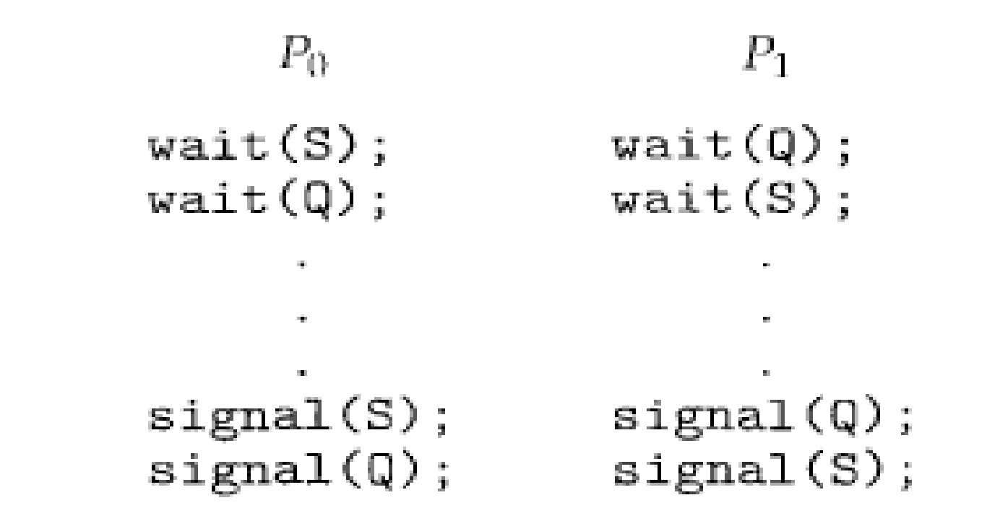 P0
wait(S);
wait(Q);
.
.
.
signal(S);
signal(Q);
P1
wait(Q);
wait(S);
.
.
.
signal(Q);
signal(S);